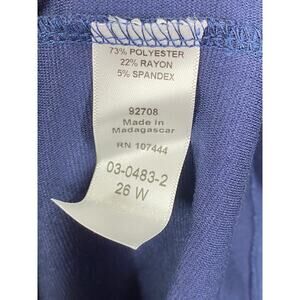 73% POLYESTER
22% RAYON
5% SPANDEX
92708
Made in
Madagascar
RN 107444
03-0483-2
26 W